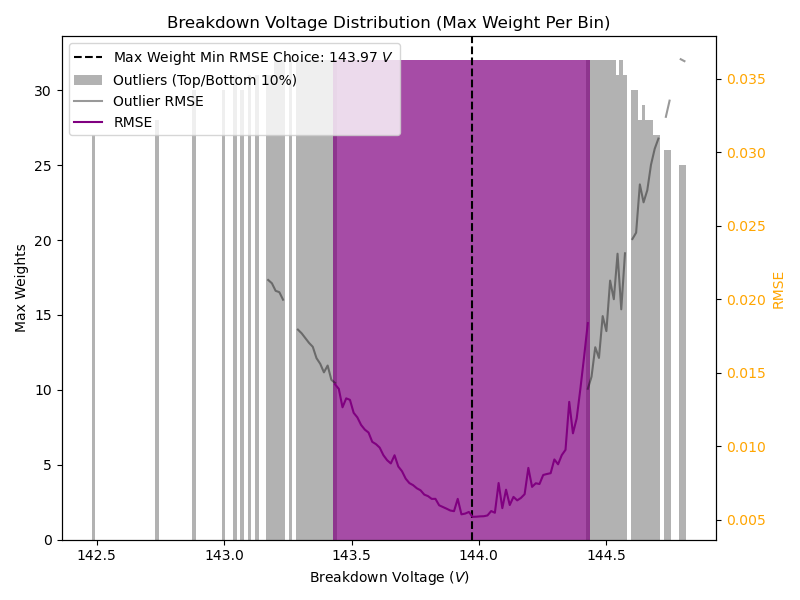 Breakdown Voltage Distribution (Max Weight Per Bin)
Max Weight Min RMSE Choice: 143.97 V
Outliers (Top/Bottom 10%)
Outlier RMSE
RMSE
Max Weights
30
25
20
15
10
5
0
0.035
0.030
0.025
0.020
0.015
0.010
0.005
RMSE
142.5 143.0 143.5 144.0 144.5
Breakdown Voltage (V)